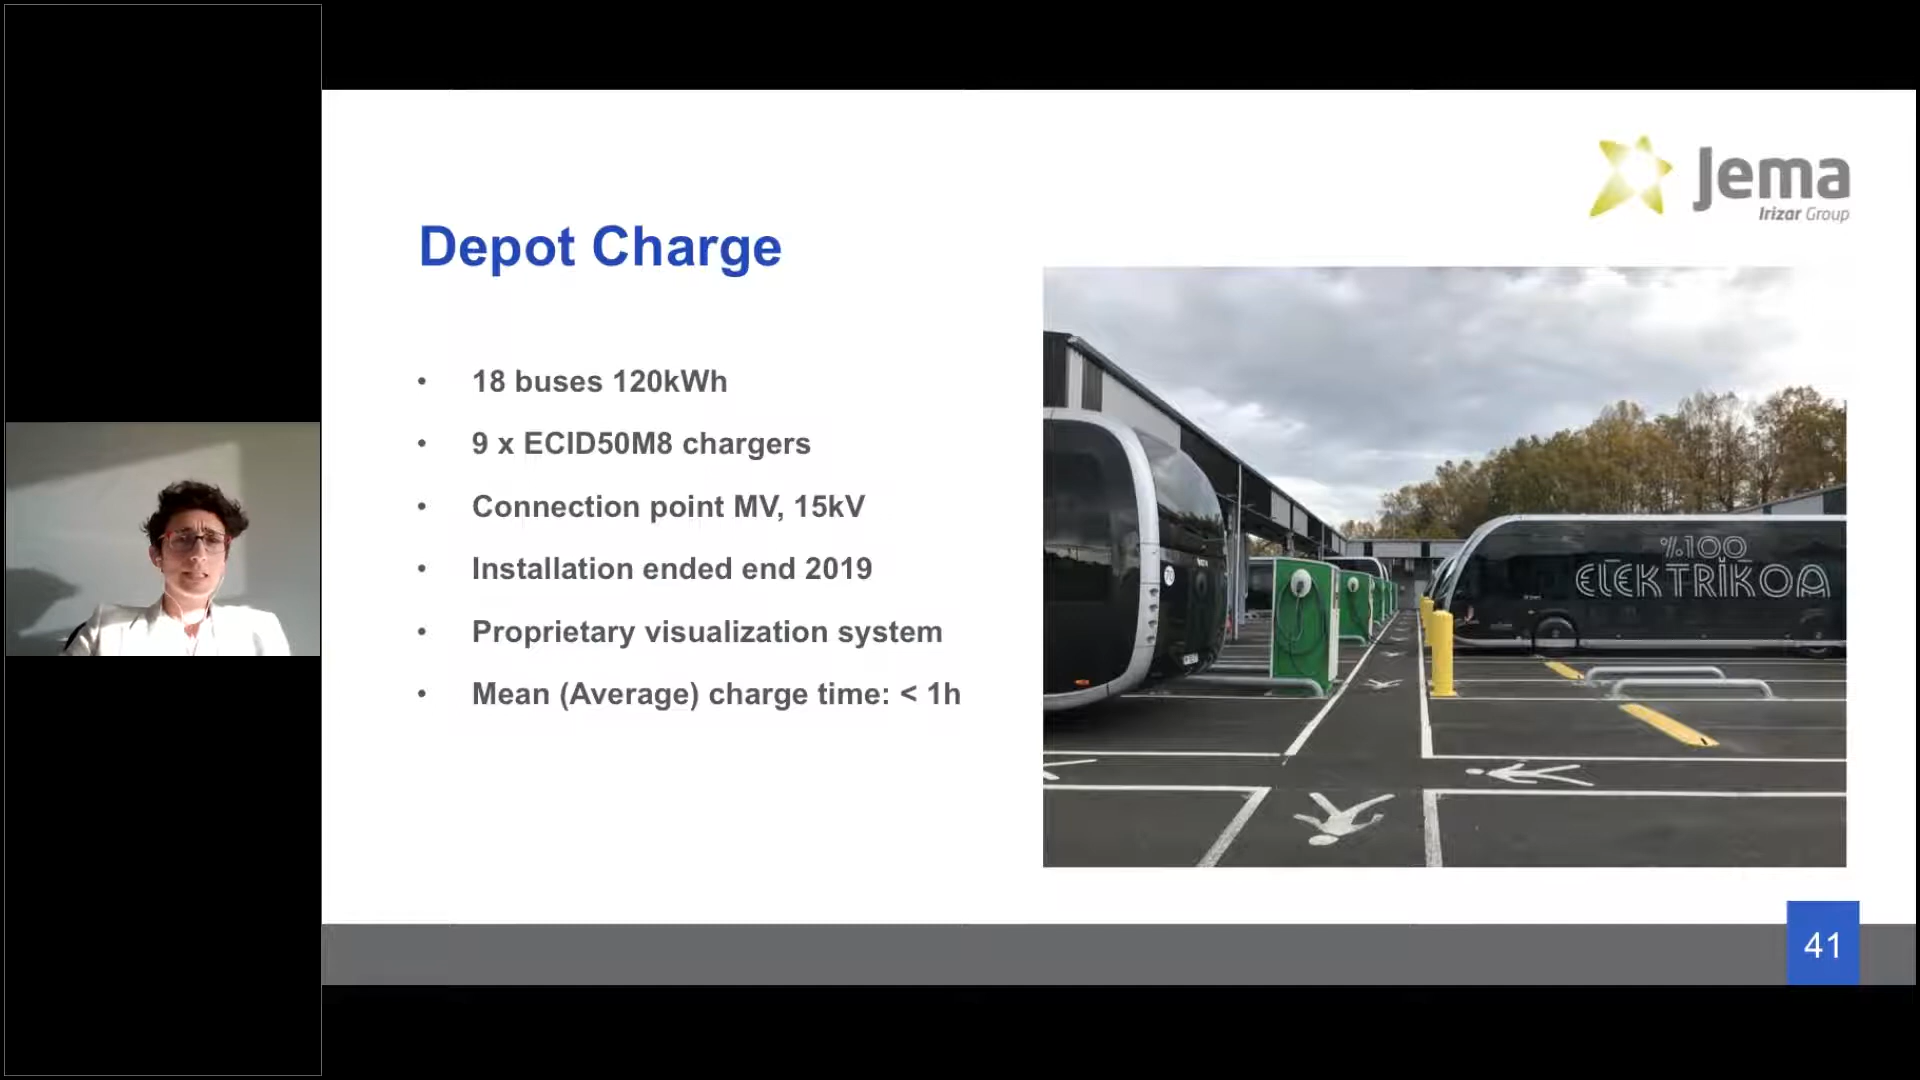 Jema
Irizar Group
Depot Charge
• 18 buses 120kWh
• 9 x ECID50M8 chargers
• Connection point MV, 15kV
• Installation ended end 2019
• Proprietary visualization system
• Mean (Average) charge time: < 1h
%100
ELEKTRIKOA
41